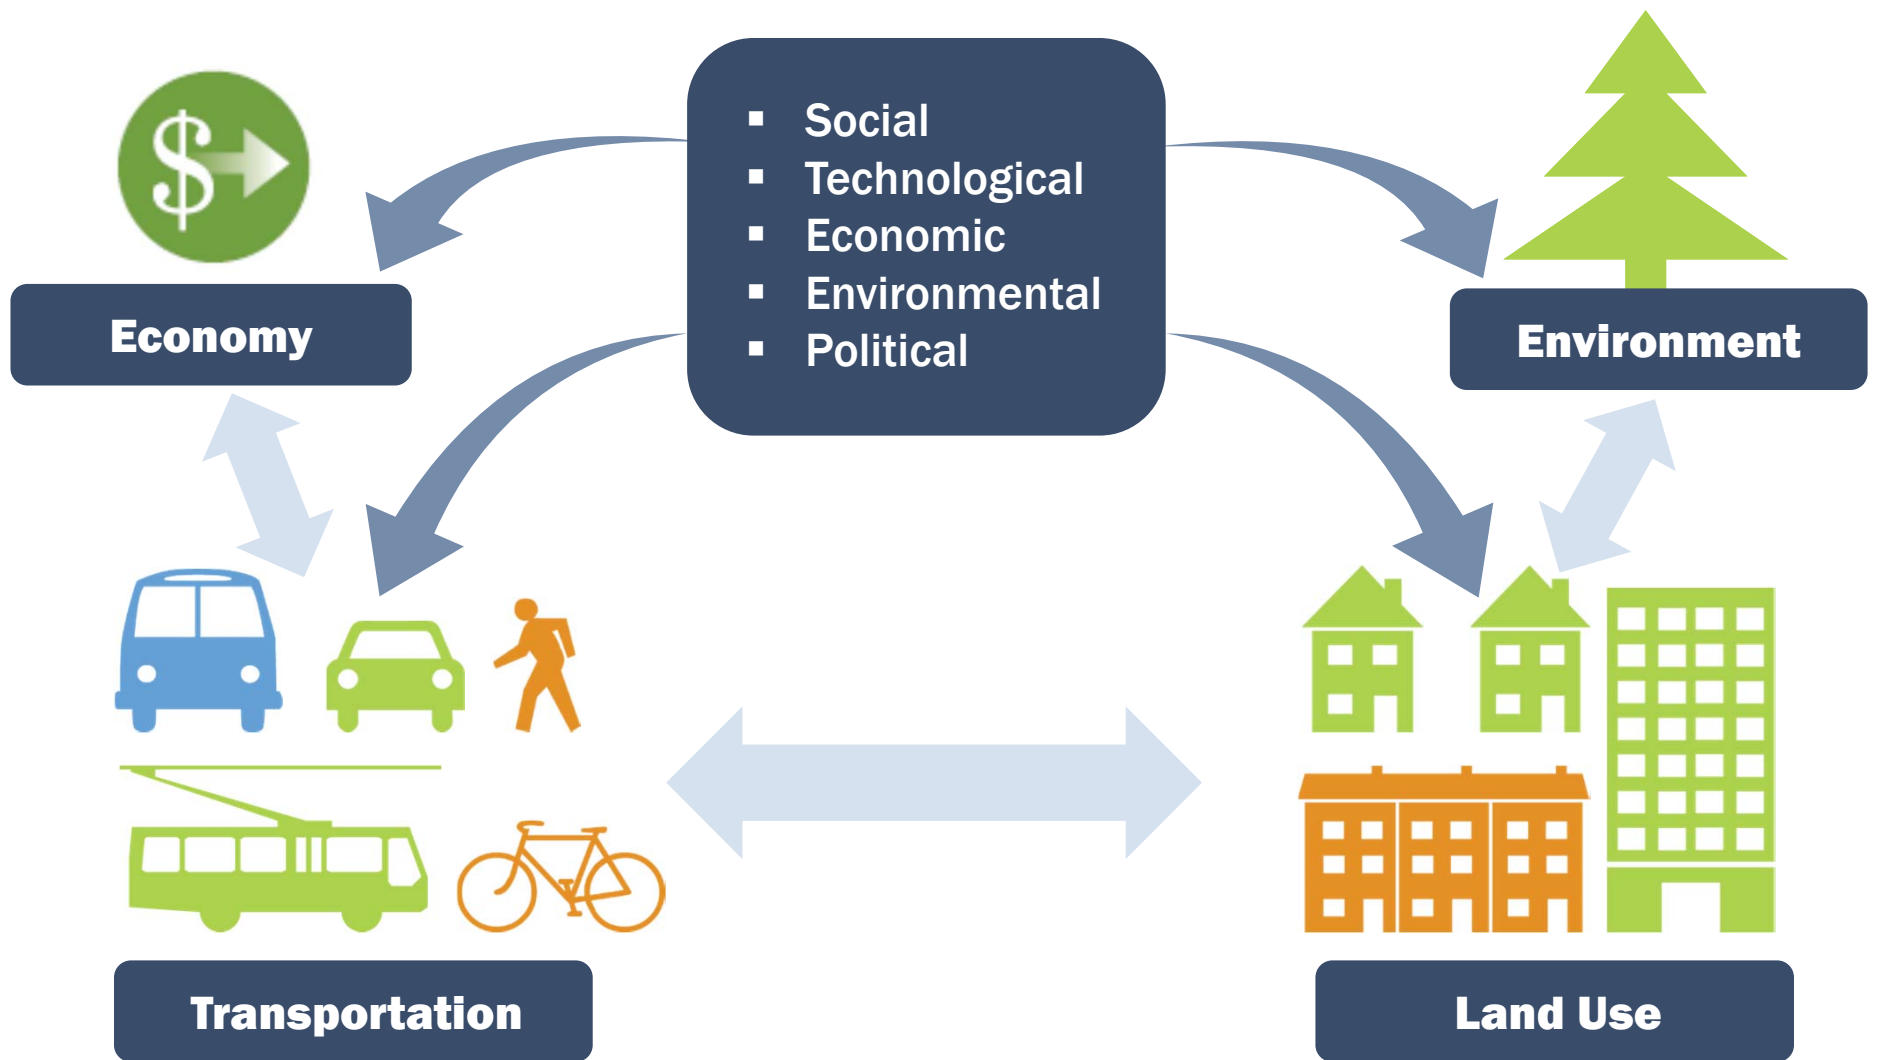 ▪ Social
▪ Technological
▪ Economic
▪ Environmental
▪ Political
$
Economy
Environment
Transportation
Land Use